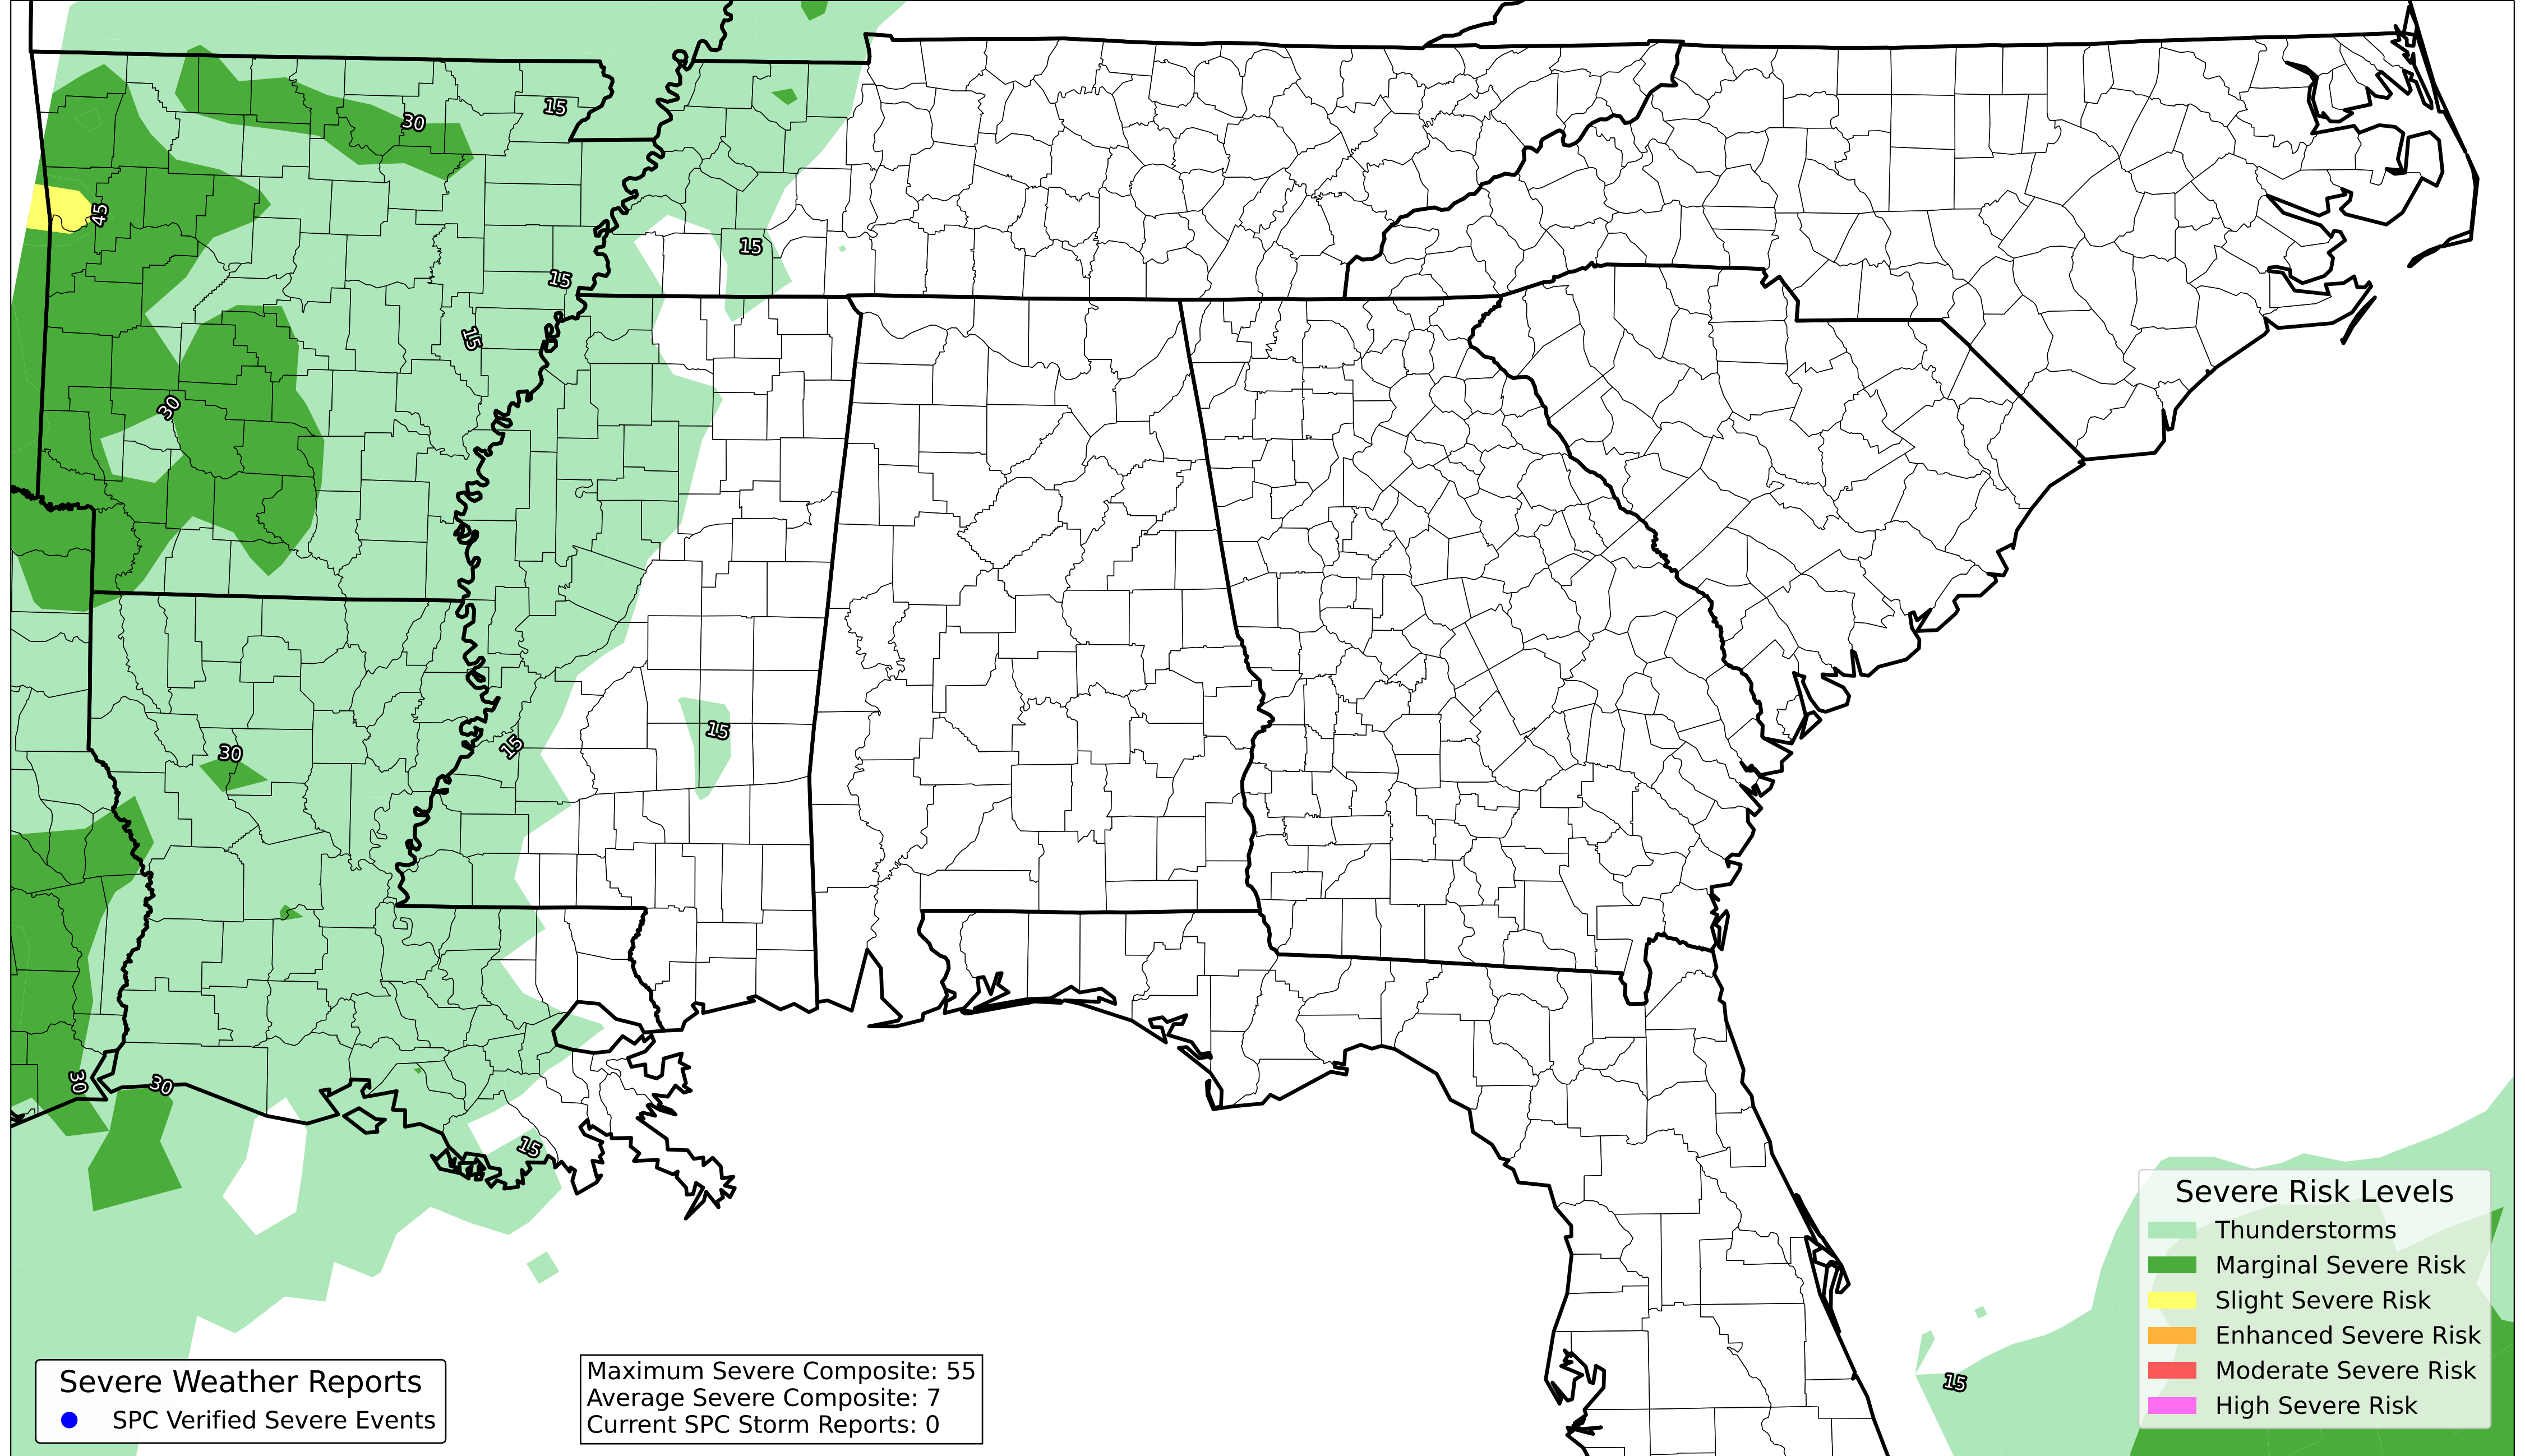 15
30
45
15
15
15
30
15
15
30
30
30
15
15
Severe Risk Levels
Thunderstorms
Marginal Severe Risk
Slight Severe Risk
Enhanced Severe Risk
Moderate Severe Risk
High Severe Risk
Severe Weather Reports
SPC Verified Severe Events
Maximum Severe Composite: 55
Average Severe Composite: 7
Current SPC Storm Reports: 0